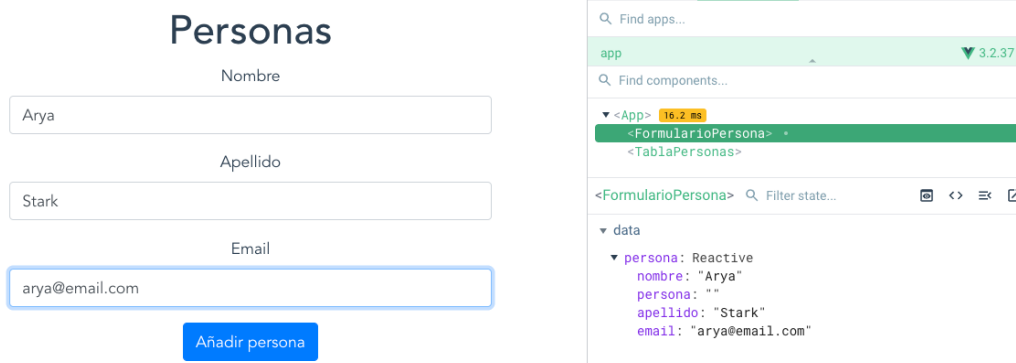 Personas
Nombre
Arya
Apellido
Stark
Email
arya@email.com
Añadir persona
Find apps...
app 3.2.37
Find components...
<App> 16.2 ms
<FormularioPersona>
<TablaPersonas>
<FormularioPersona> Filter state...
data
persona: Reactive
nombre: "Arya"
persona: ""
apellido: "Stark"
email: "arya@email.com"